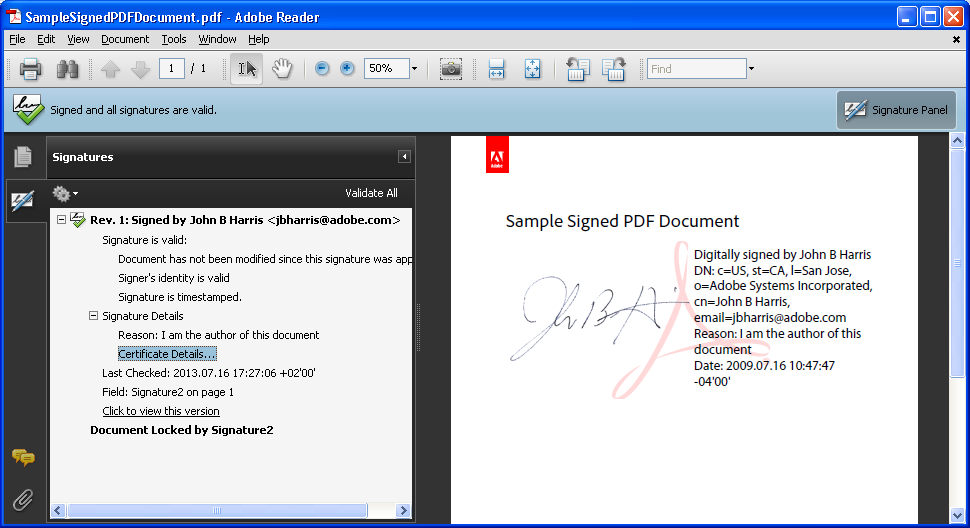 SampleSignedPDFDocument.pdf - Adobe Reader
File Edit View Document Tools Window Help
1 / 1 50% Find
Signed and all signatures are valid. Signature Panel
Signatures
Validate All
Rev. 1: Signed by John B Harris <jbharris@adobe.com>
Signature is valid:
Document has not been modified since this signature was app
Signer's identity is valid
Signature is timestamped.
Signature Details
Reason: I am the author of this document
Certificate Details...
Last Checked: 2013.07.16 17:27:06 +02'00'
Field: Signature2 on page 1
Click to view this version
Document Locked by Signature2
Adobe
Sample Signed PDF Document
John B Harris
Digitally signed by John B Harris
DN: c=US, st=CA, l=San Jose,
o=Adobe Systems Incorporated,
cn=John B Harris,
email=jbharris@adobe.com
Reason: I am the author of this
document
Date: 2009.07.16 10:47:47
-04'00'